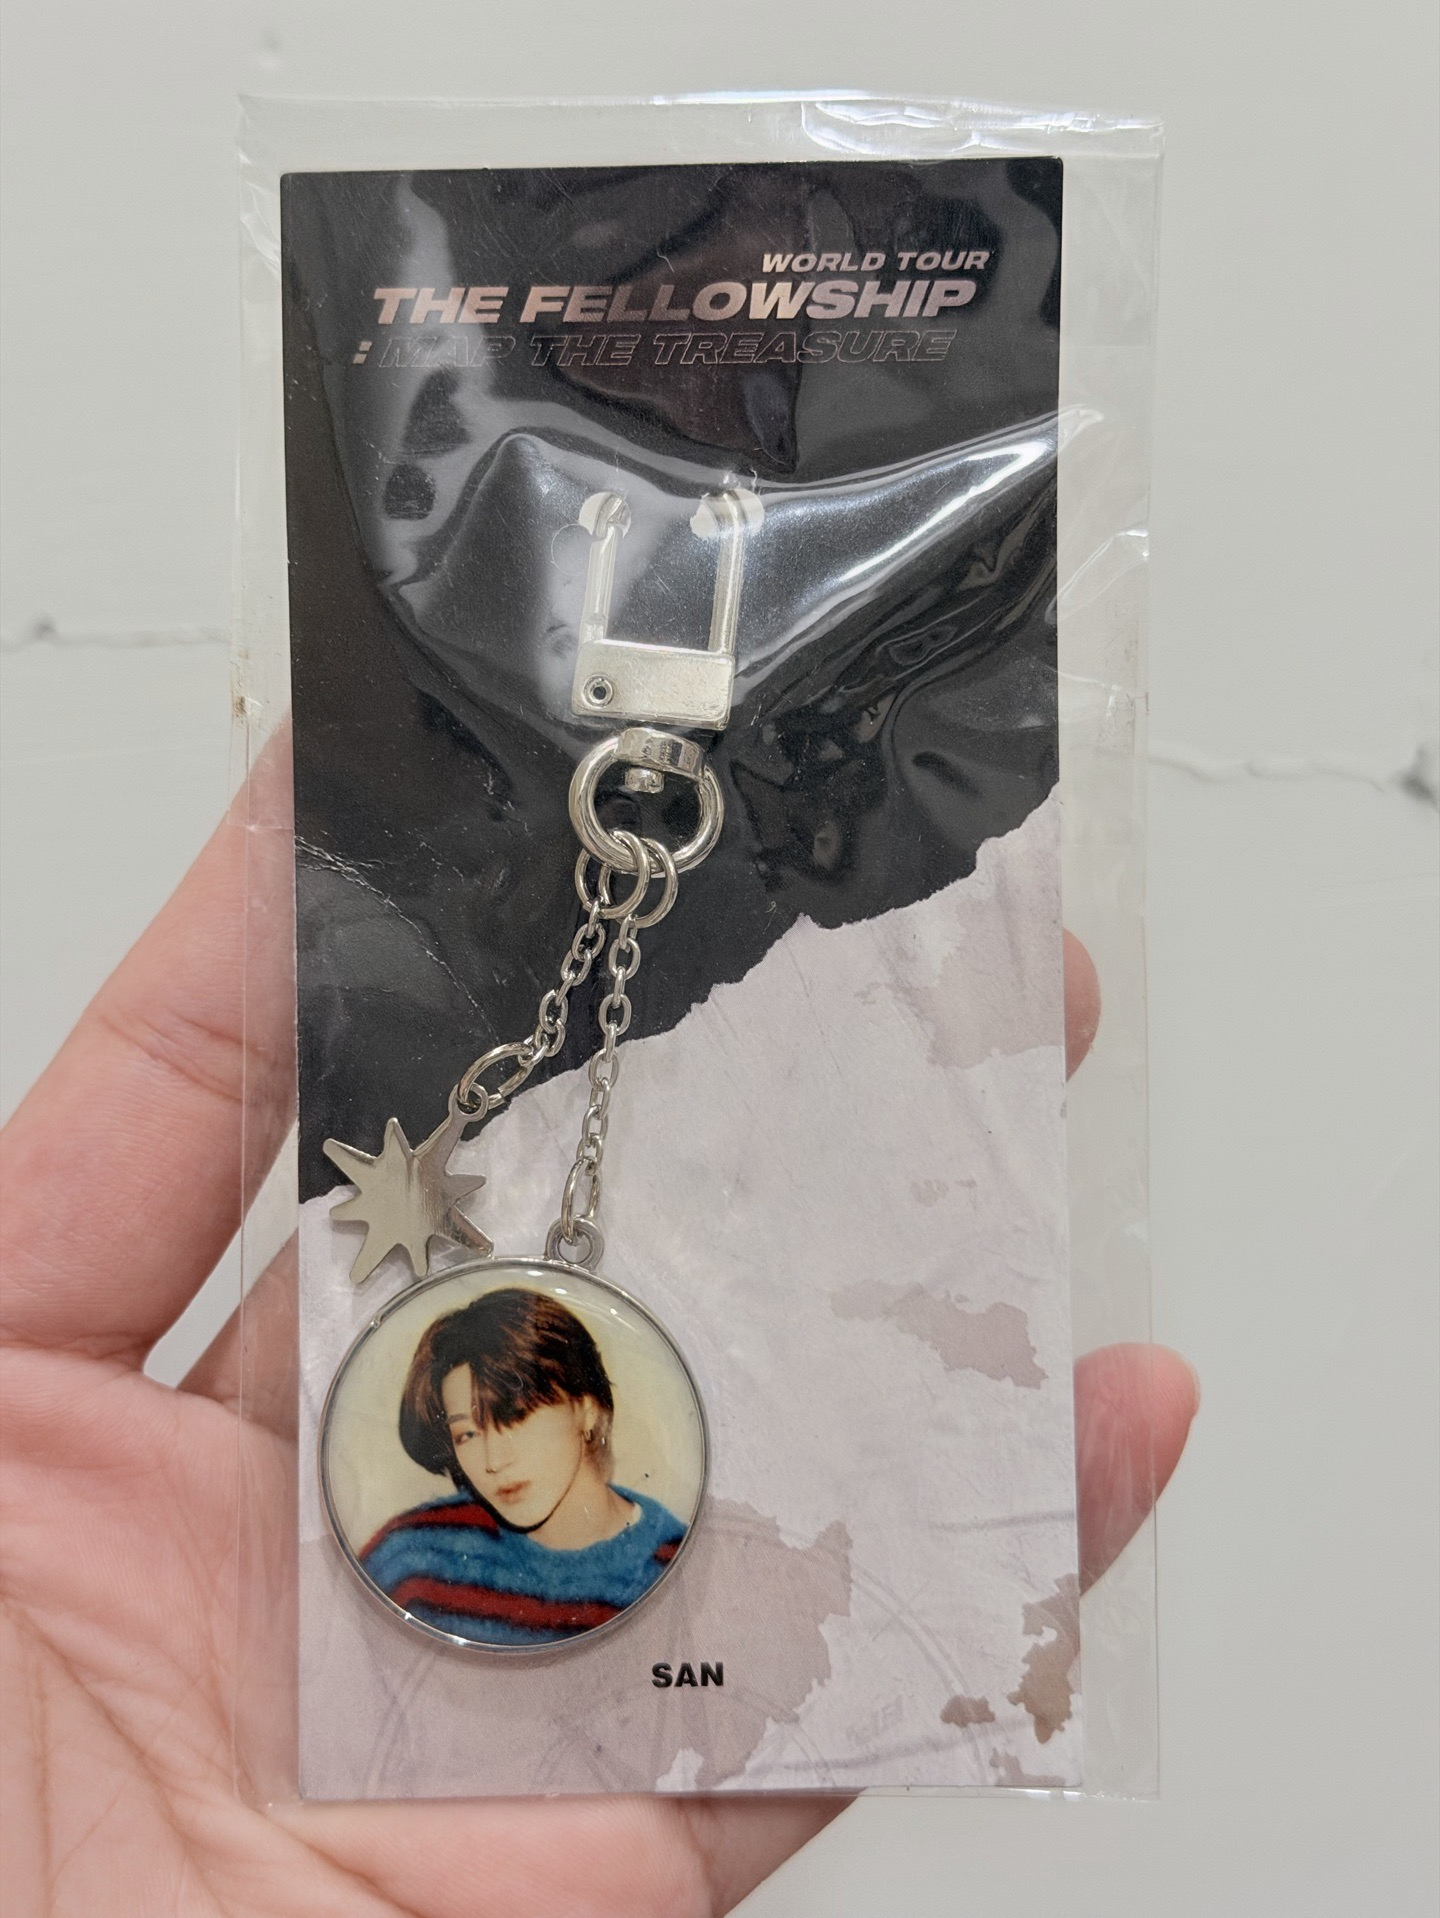 WORLD TOUR
THE FELLOWSHIP
: MAP THE TREASURE
SAN